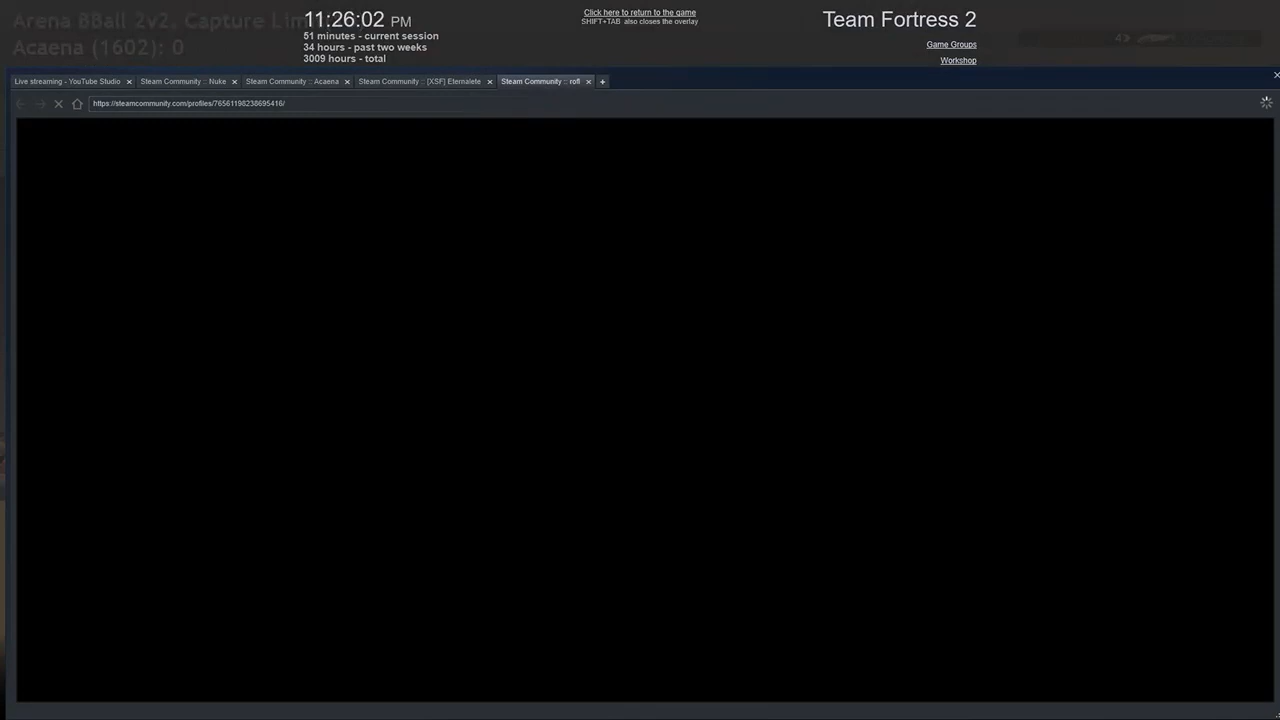 Arena BBall 2v2. Capture Lim
Acaena (1602): 0
11:26:02 PM
51 minutes - current session
34 hours - past two weeks
3009 hours - total
Click here to return to the game
SHIFT+TAB also closes the overlay
Team Fortress 2
Game Groups
Workshop
Live streaming - YouTube Studio
Steam Community :: Nuke
Steam Community :: Acaena
Steam Community :: [XSF] Eternalete
Steam Community :: rofl
https://steamcommunity.com/profiles/76561198238695416/